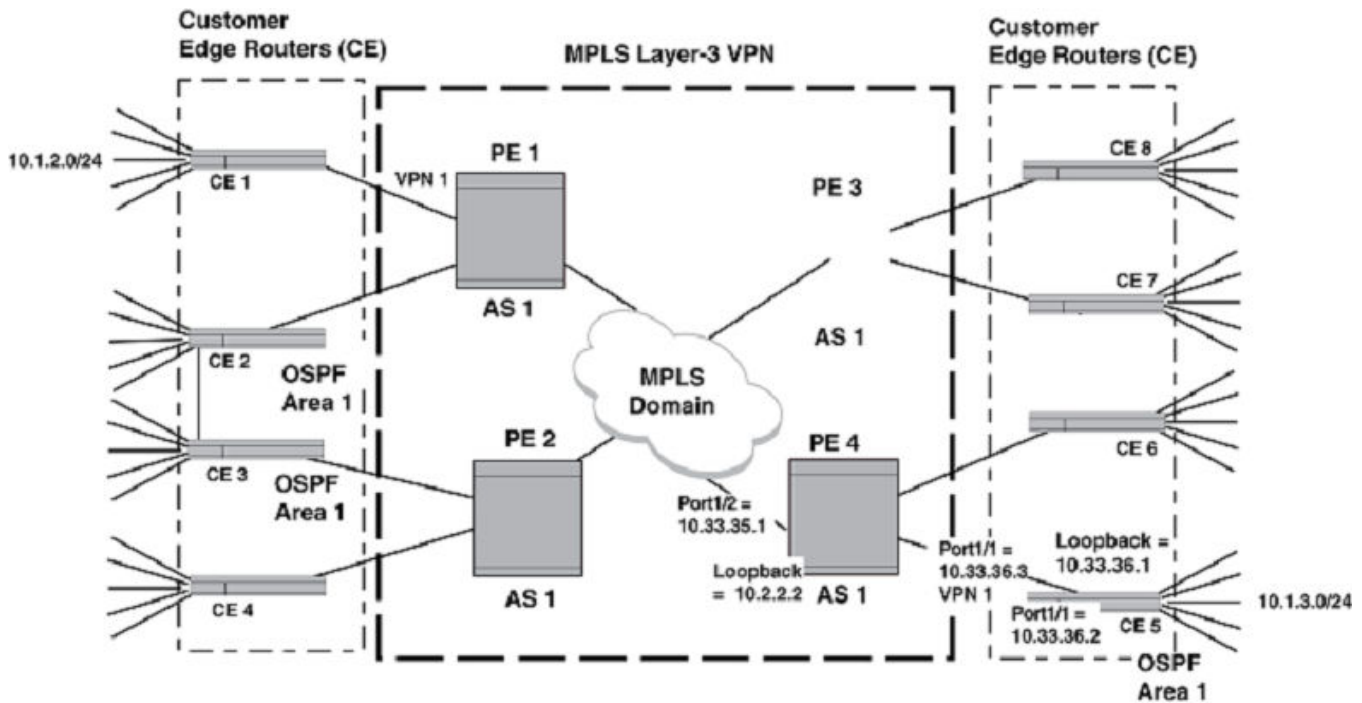 Customer
Edge Routers (CE)
MPLS Layer-3 VPN
Customer
Edge Routers (CE)
10.1.2.0/24
CE 1
VPN 1
PE 1
AS 1
PE 3
AS 1
CE 8
CE 7
CE 2
OSPF
Area 1
MPLS
Domain
CE 3
OSPF
Area 1
PE 2
AS 1
PE 4
AS 1
CE 6
Port1/2 =
10.33.35.1
Loopback
= 10.2.2.2
Port1/1 =
10.33.36.3
VPN 1
Loopback =
10.33.36.1
Port1/1 =
10.33.36.2
CE 5
10.1.3.0/24
CE 4
OSPF
Area 1